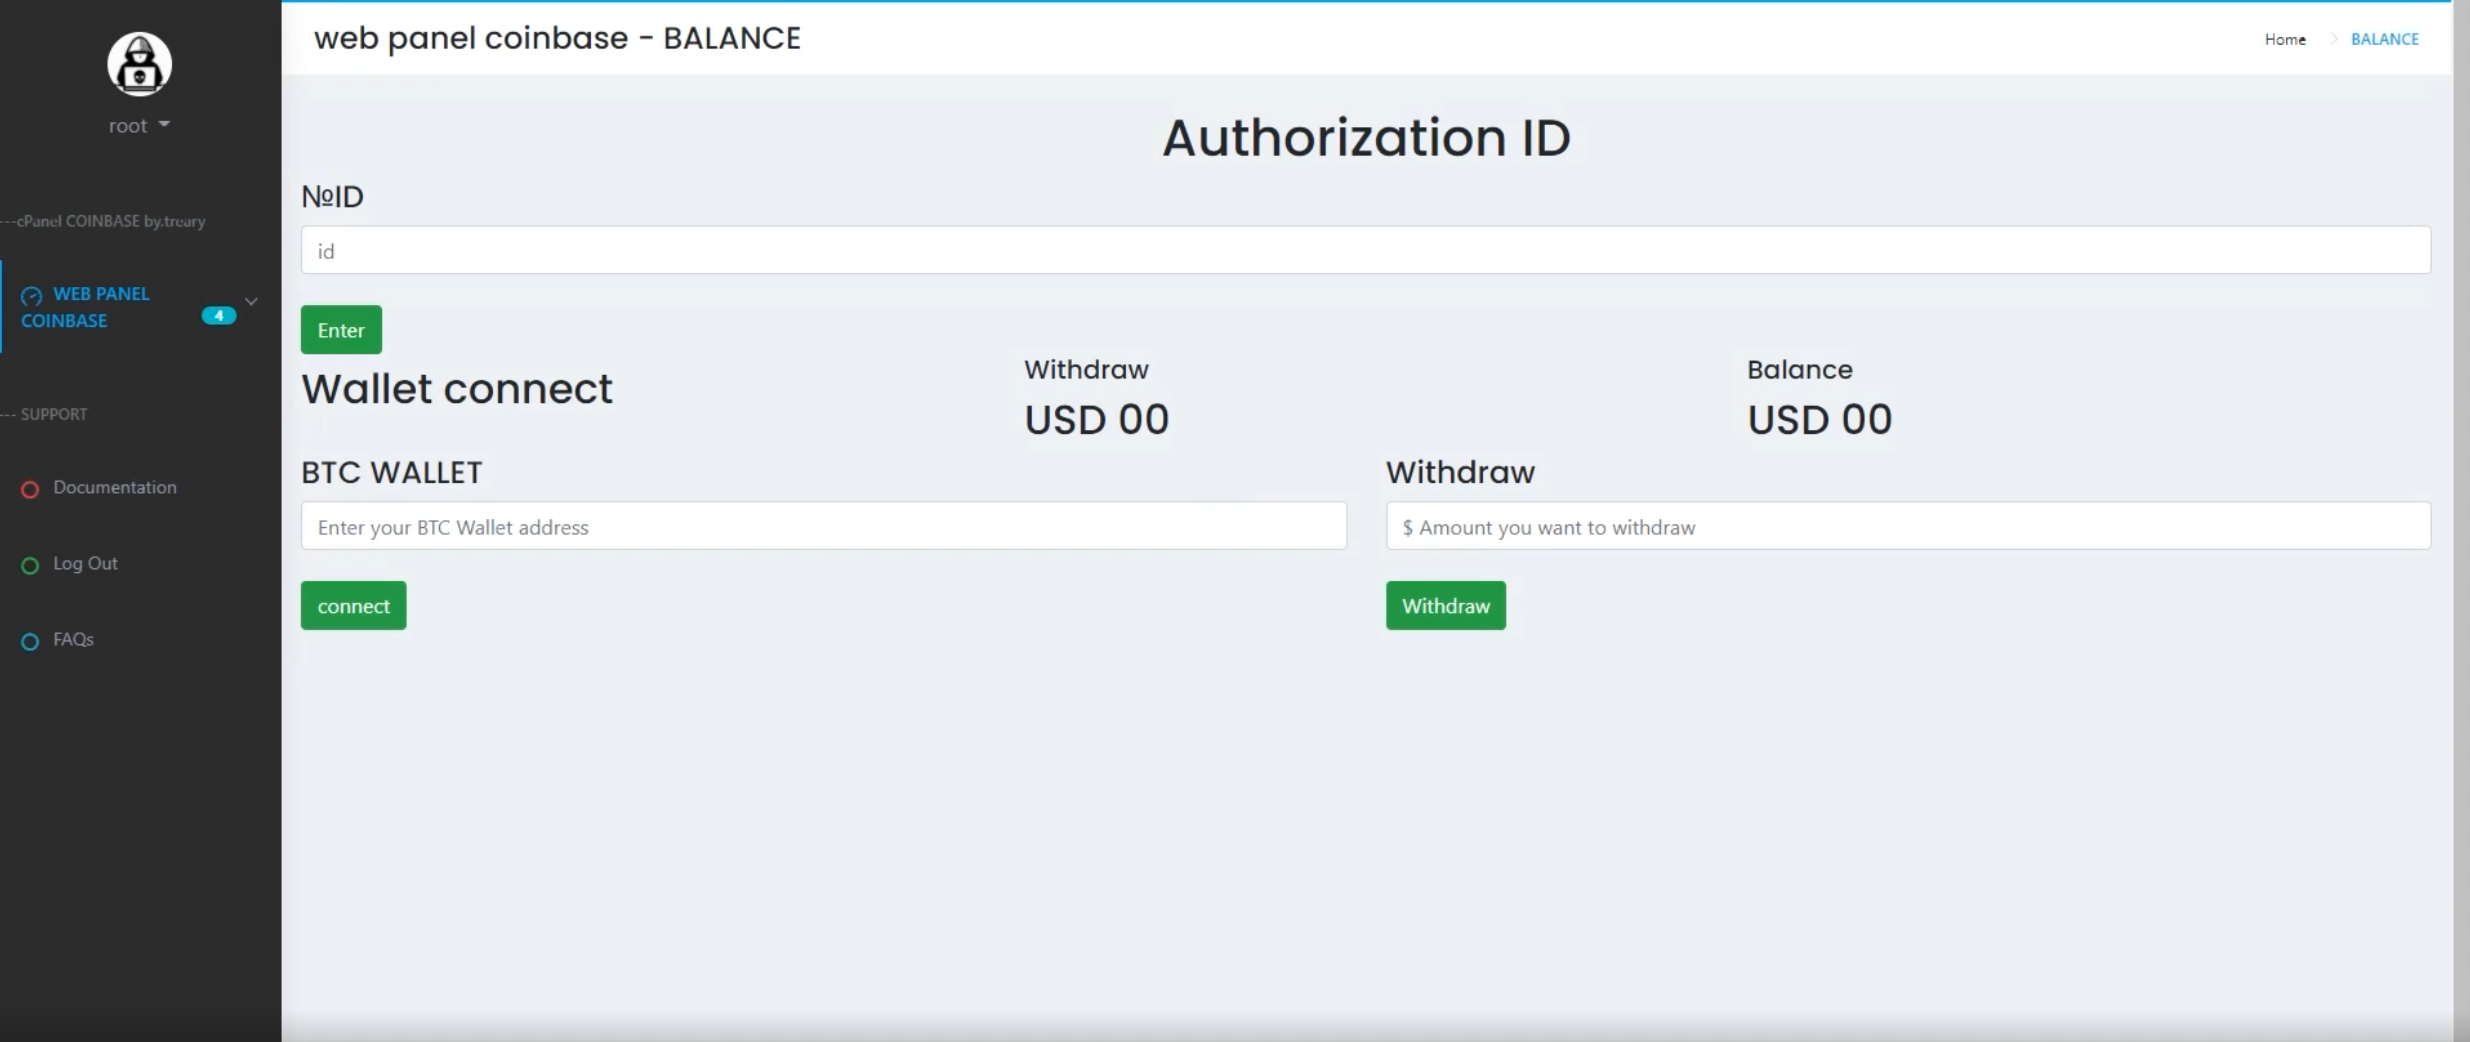 web panel coinbase - BALANCE
Home
BALANCE
root
---cPanel COINBASE by.treary
WEB PANEL
COINBASE
4
--- SUPPORT
Documentation
Log Out
FAQs
Authorization ID
№ID
id
Enter
Wallet connect
Withdraw
USD 00
Balance
USD 00
BTC WALLET
Enter your BTC Wallet address
connect
Withdraw
$ Amount you want to withdraw
Withdraw